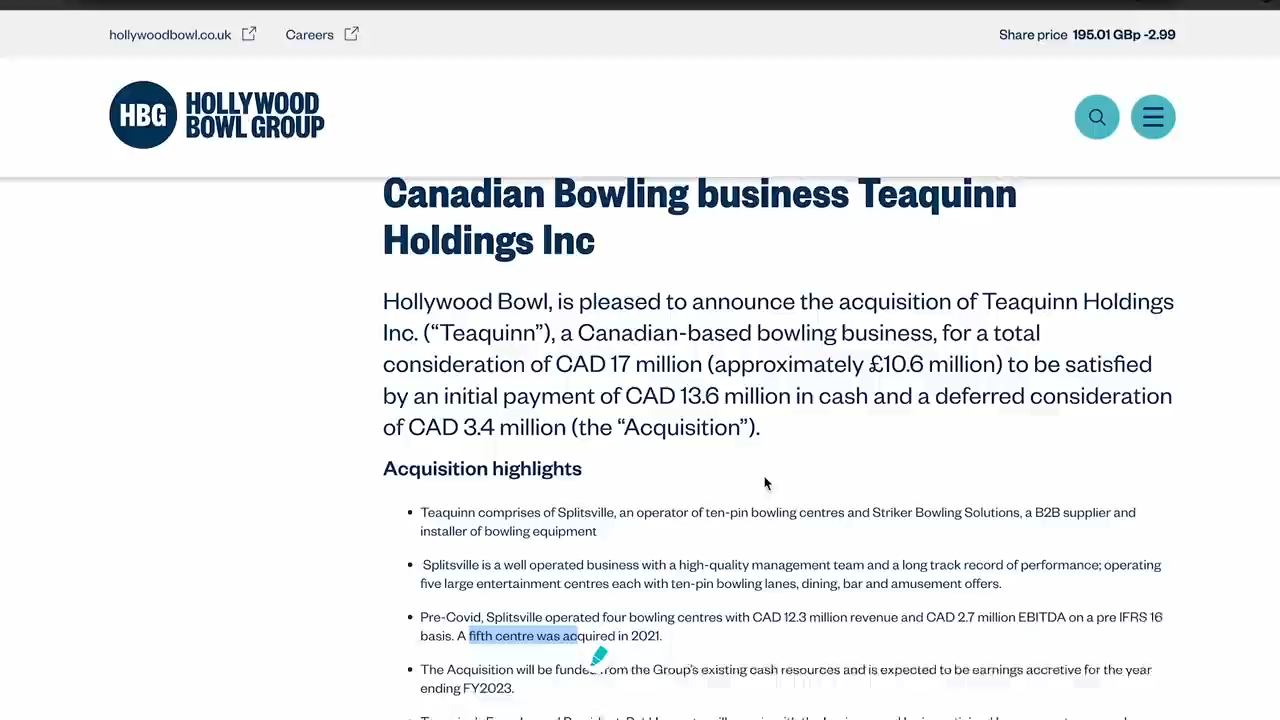 hollywoodbowl.co.uk Careers Share price 195.01 GBp -2.99
HBG HOLLYWOOD
BOWL GROUP
Canadian Bowling business Teaquinn
Holdings Inc
Hollywood Bowl, is pleased to announce the acquisition of Teaquinn Holdings
Inc. (“Teaquinn”), a Canadian-based bowling business, for a total
consideration of CAD 17 million (approximately £10.6 million) to be satisfied
by an initial payment of CAD 13.6 million in cash and a deferred consideration
of CAD 3.4 million (the “Acquisition”).
Acquisition highlights
• Teaquinn comprises of Splitsville, an operator of ten-pin bowling centres and Striker Bowling Solutions, a B2B supplier and
installer of bowling equipment
• Splitsville is a well operated business with a high-quality management team and a long track record of performance; operating
five large entertainment centres each with ten-pin bowling lanes, dining, bar and amusement offers.
• Pre-Covid, Splitsville operated four bowling centres with CAD 12.3 million revenue and CAD 2.7 million EBITDA on a pre IFRS 16
basis. A fifth centre was acquired in 2021.
• The Acquisition will be funded from the Group’s existing cash resources and is expected to be earnings accretive for the year
ending FY2023.